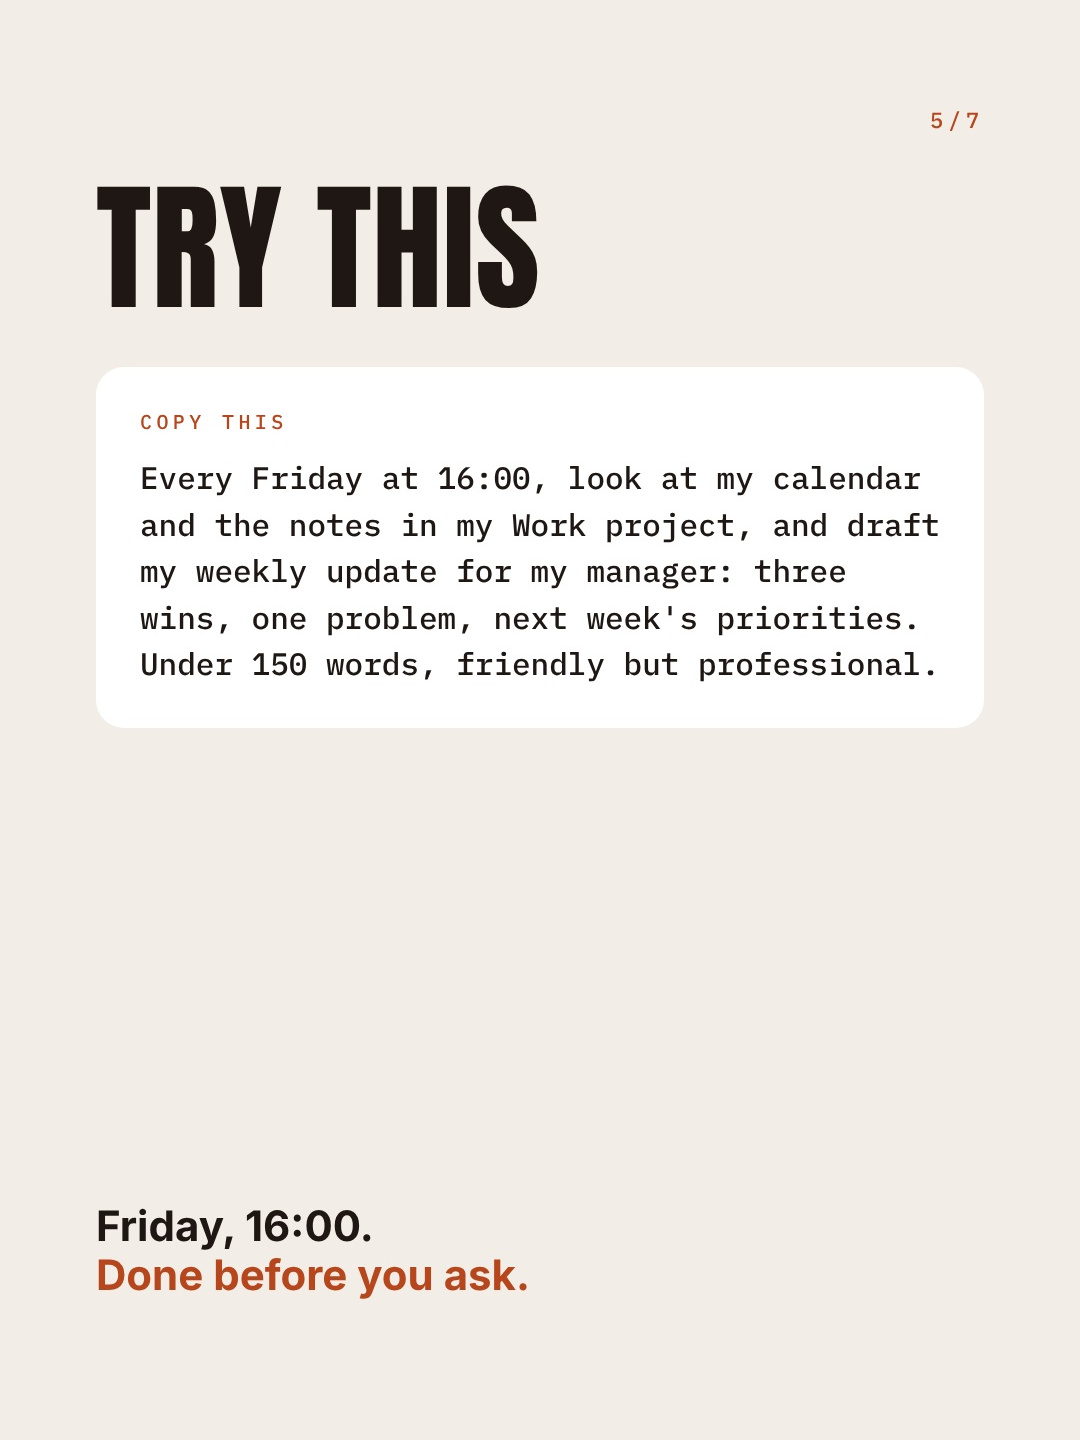 5/7
TRY THIS
COPY THIS
Every Friday at 16:00, look at my calendar
and the notes in my Work project, and draft
my weekly update for my manager: three
wins, one problem, next week's priorities.
Under 150 words, friendly but professional.
Friday, 16:00.
Done before you ask.